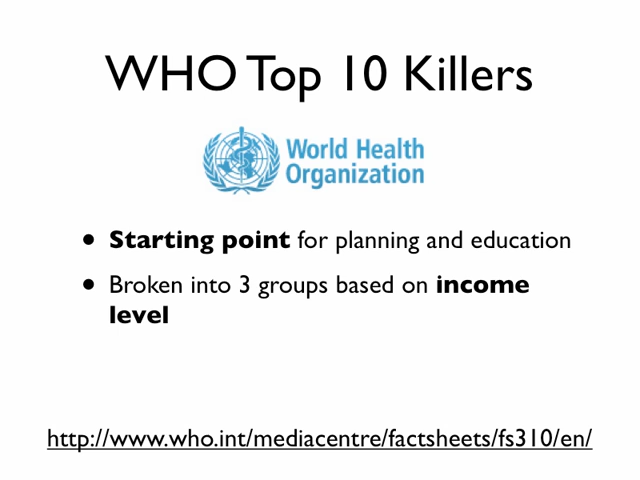 WHO Top 10 Killers
World Health
Organization
• Starting point for planning and education
• Broken into 3 groups based on income
level
http://www.who.int/mediacentre/factsheets/fs310/en/